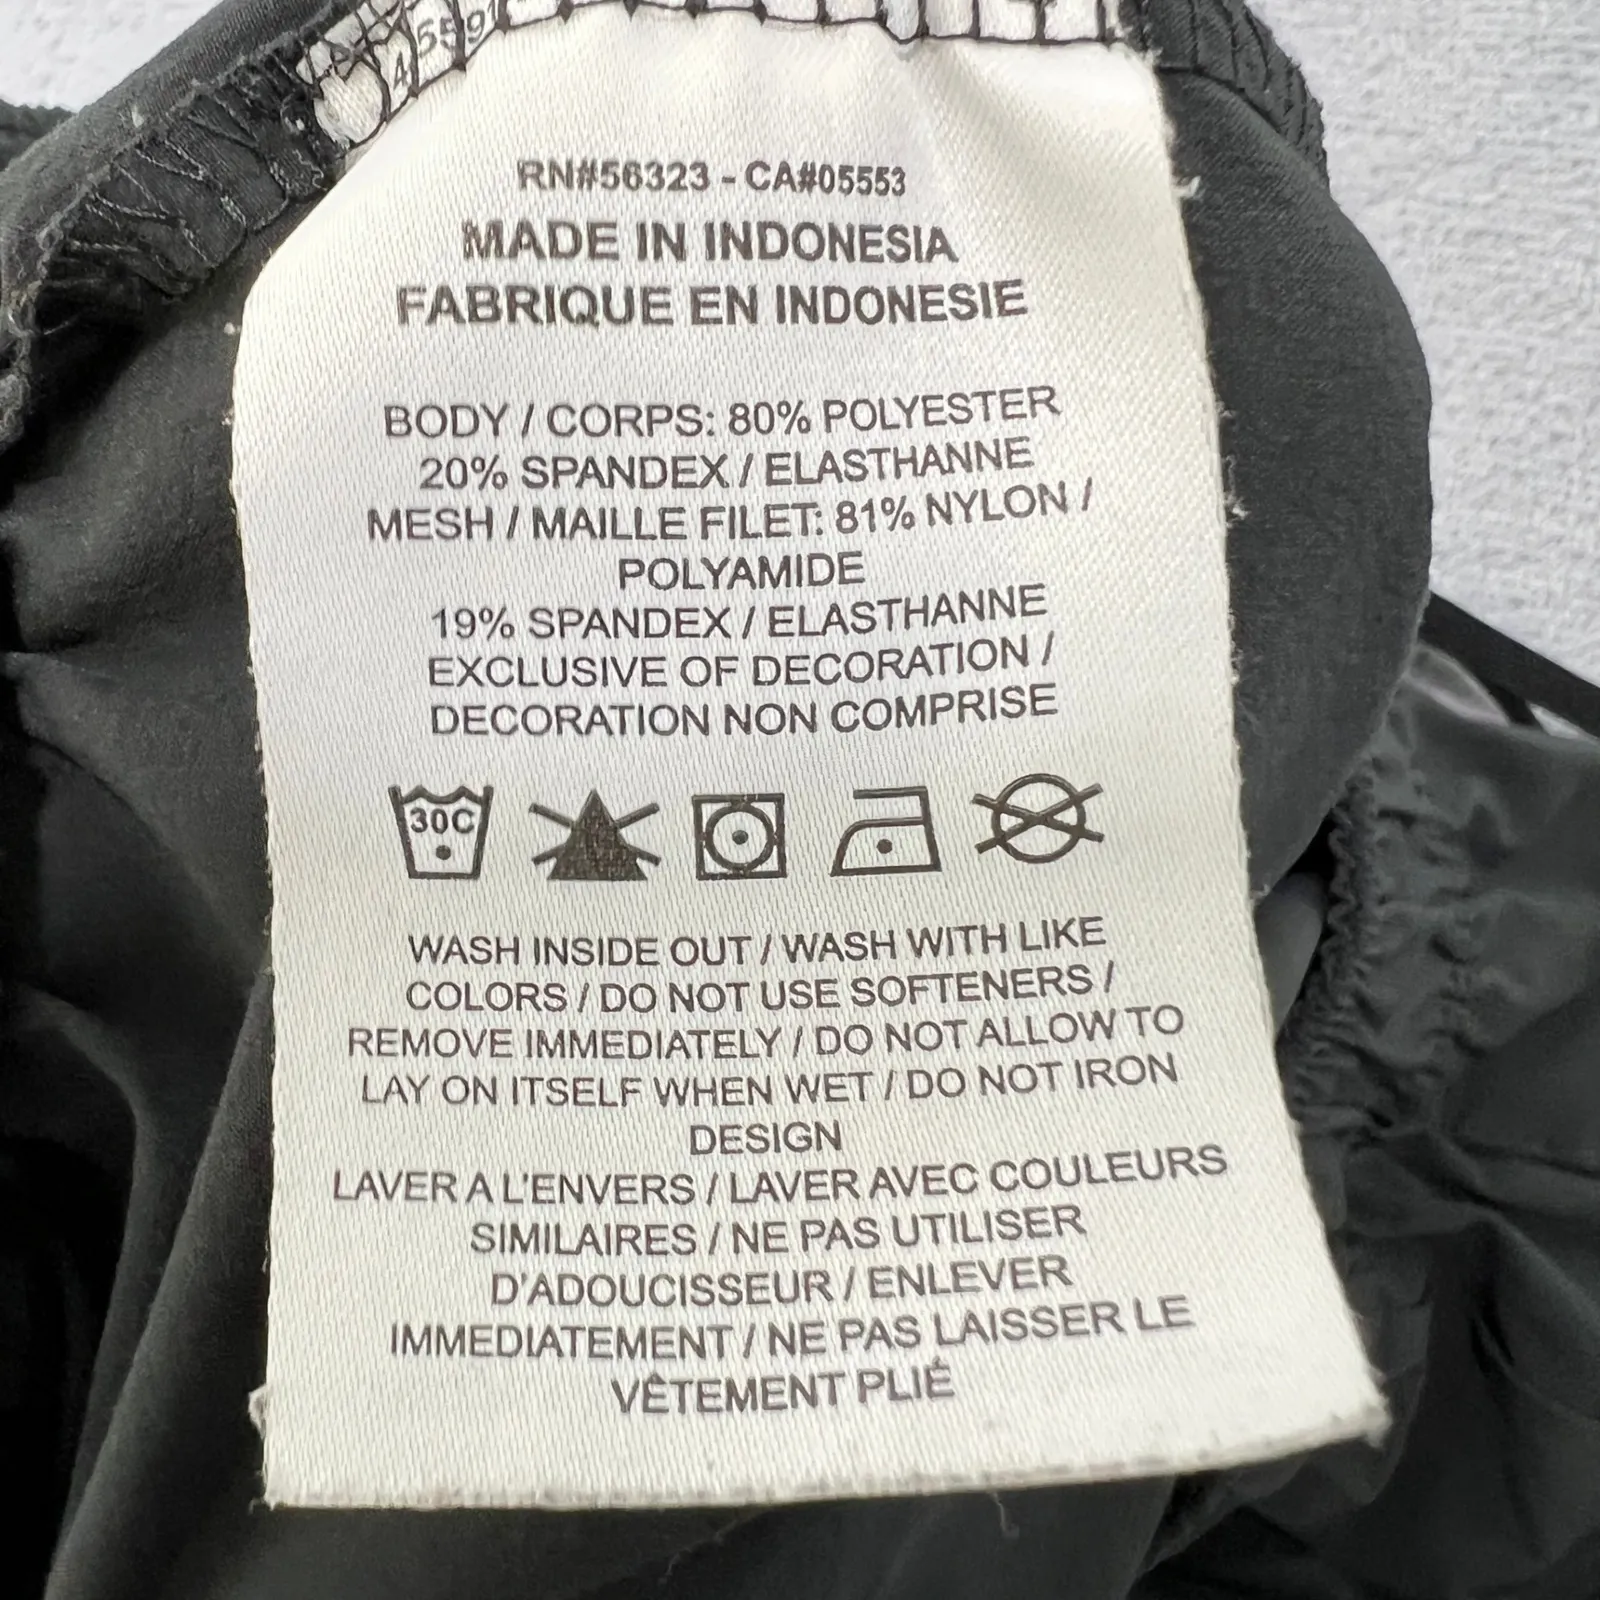 4 5591
RN#56323 - CA#05553
MADE IN INDONESIA
FABRIQUE EN INDONESIE
BODY / CORPS: 80% POLYESTER
20% SPANDEX / ELASTHANNE
MESH / MAILLE FILET: 81% NYLON /
POLYAMIDE
19% SPANDEX / ELASTHANNE
EXCLUSIVE OF DECORATION /
DECORATION NON COMPRISE
30C
WASH INSIDE OUT / WASH WITH LIKE
COLORS / DO NOT USE SOFTENERS /
REMOVE IMMEDIATELY / DO NOT ALLOW TO
LAY ON ITSELF WHEN WET / DO NOT IRON
DESIGN
LAVER A L'ENVERS / LAVER AVEC COULEURS
SIMILAIRES / NE PAS UTILISER
D'ADOUCISSEUR / ENLEVER
IMMEDIATEMENT / NE PAS LAISSER LE
VÊTEMENT PLIÉ